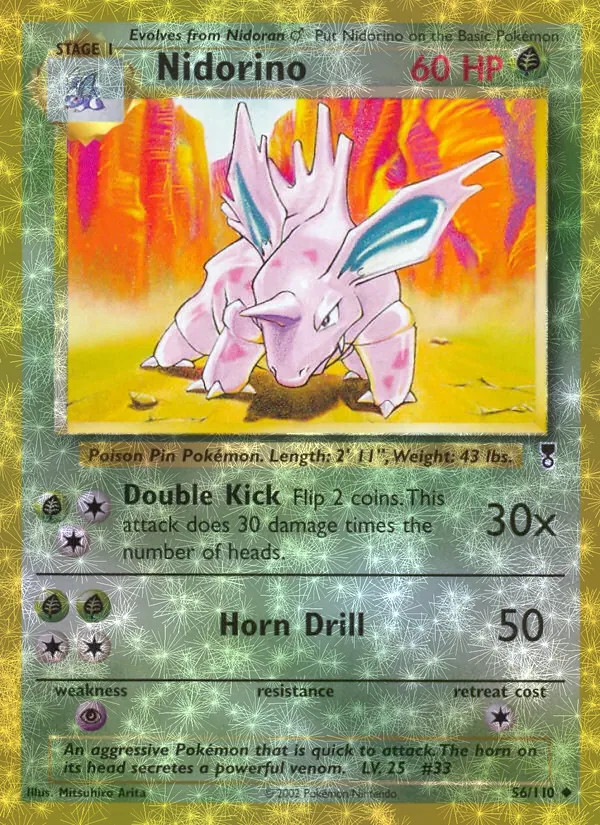 Evolves from Nidoran ♂ Put Nidorino on the Basic Pokémon
STAGE 1
Nidorino 60 HP
Poison Pin Pokémon. Length: 2' 11", Weight: 43 lbs.
Double Kick Flip 2 coins. This
attack does 30 damage times the
number of heads.
30x
Horn Drill 50
weakness resistance retreat cost
An aggressive Pokémon that is quick to attack. The horn on
its head secretes a powerful venom. LV. 25 #33
Illus. Mitsuhiro Arita © 2002 Pokémon/Nintendo 56/110 ◆